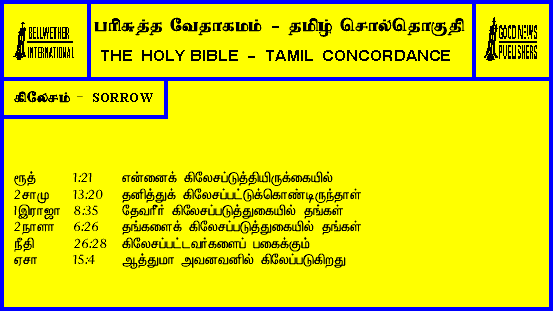 BELLWETHER
INTERNATIONAL
பரிசுத்த வேதாகமம் - தமிழ் சொல்தொகுதி
THE HOLY BIBLE - TAMIL CONCORDANCE
GOOD NEWS
PUBLISHERS
கிலேசம் - SORROW
ரூத் 1:21 என்னைக் கிலேசப்டுத்தியிருக்கையில்
2சாமு 13:20 தனித்துக் கிலேசப்பட்டுக்கொண்டிருந்தாள்
1இராஜா 8:35 தேவரீர் கிலேசப்படுத்துகையில் தங்கள்
2நாளா 6:26 தங்களைக் கிலேசப்படுத்துகையில் தங்கள்
நீதி 26:28 கிலேசப்பட்டவர்களைப் பகைக்கும்
ஏசா 15:4 ஆத்துமா அவனவனில் கிலேப்படுகிறது